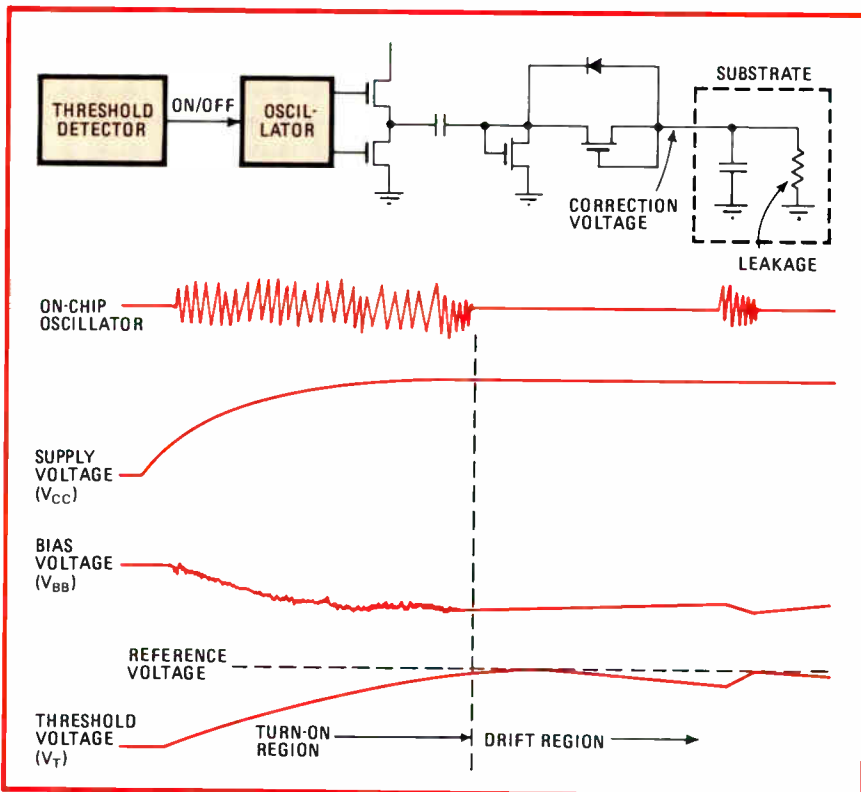 THRESHOLD
DETECTOR
ON/OFF
OSCIL-
LATOR
SUBSTRATE
CORRECTION
VOLTAGE
LEAKAGE
ON-CHIP
OSCILLATOR
SUPPLY
VOLTAGE
(VCC)
BIAS
VOLTAGE
(VBB)
REFERENCE
VOLTAGE
THRESHOLD
VOLTAGE
(VT)
TURN-ON
REGION
DRIFT REGION